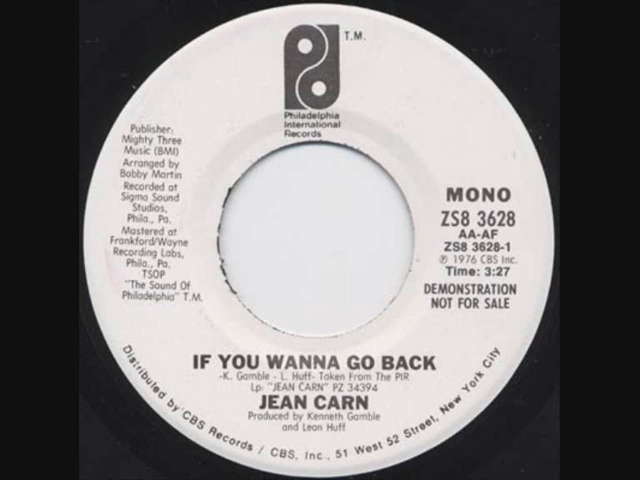 T.M.
Philadelphia
International
Records
Publisher:
Mighty Three
Music (BMI)
Arranged by
Bobby Martin
Recorded at
Sigma Sound
Studios,
Phila., Pa.
Mastered at
Frankford/Wayne
Recording Labs,
Phila., Pa.
TSOP
"The Sound Of
Philadelphia" T.M.
MONO
ZS8 3628
AA-AF
ZS8 3628-1
℗ 1976 CBS Inc.
Time: 3:27
DEMONSTRATION
NOT FOR SALE
IF YOU WANNA GO BACK
-K. Gamble - L. Huff- Taken From The PIR
Lp: "JEAN CARN" PZ 34394
JEAN CARN
Produced by Kenneth Gamble
and Leon Huff
Distributed by CBS Records / CBS, Inc., 51 West 52 Street, New York City